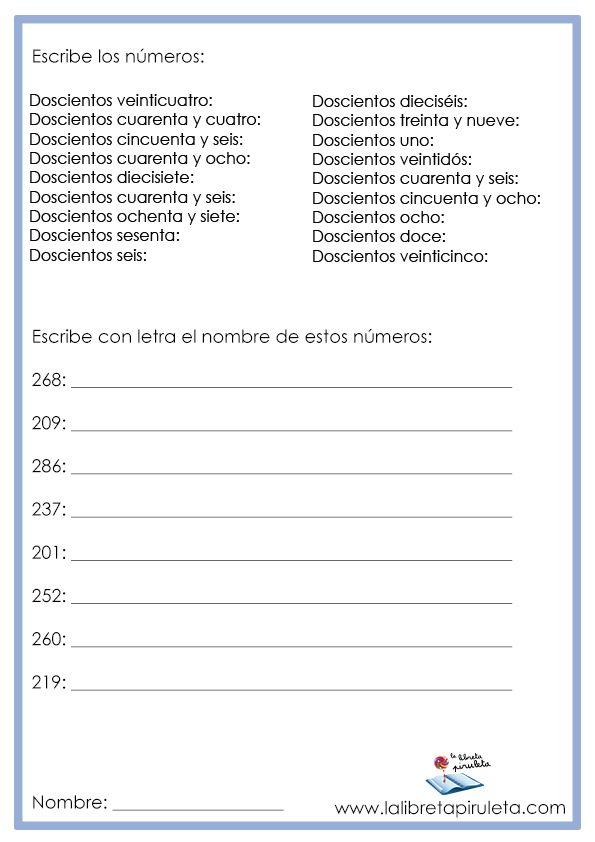 Escribe los números:
Doscientos veinticuatro:
Doscientos cuarenta y cuatro:
Doscientos cincuenta y seis:
Doscientos cuarenta y ocho:
Doscientos diecisiete:
Doscientos cuarenta y seis:
Doscientos ochenta y siete:
Doscientos sesenta:
Doscientos seis:
Doscientos dieciséis:
Doscientos treinta y nueve:
Doscientos uno:
Doscientos veintidós:
Doscientos cuarenta y seis:
Doscientos cincuenta y ocho:
Doscientos ocho:
Doscientos doce:
Doscientos veinticinco:
Escribe con letra el nombre de estos números:
268:
209:
286:
237:
201:
252:
260:
219:
la libreta
piruleta
Nombre:
www.lalibretapiruleta.com